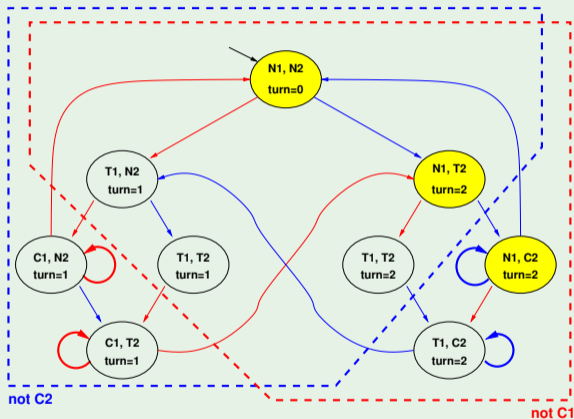 N1, N2
turn=0
T1, N2
turn=1
N1, T2
turn=2
C1, N2
turn=1
T1, T2
turn=1
T1, T2
turn=2
N1, C2
turn=2
C1, T2
turn=1
T1, C2
turn=2
not C2
not C1